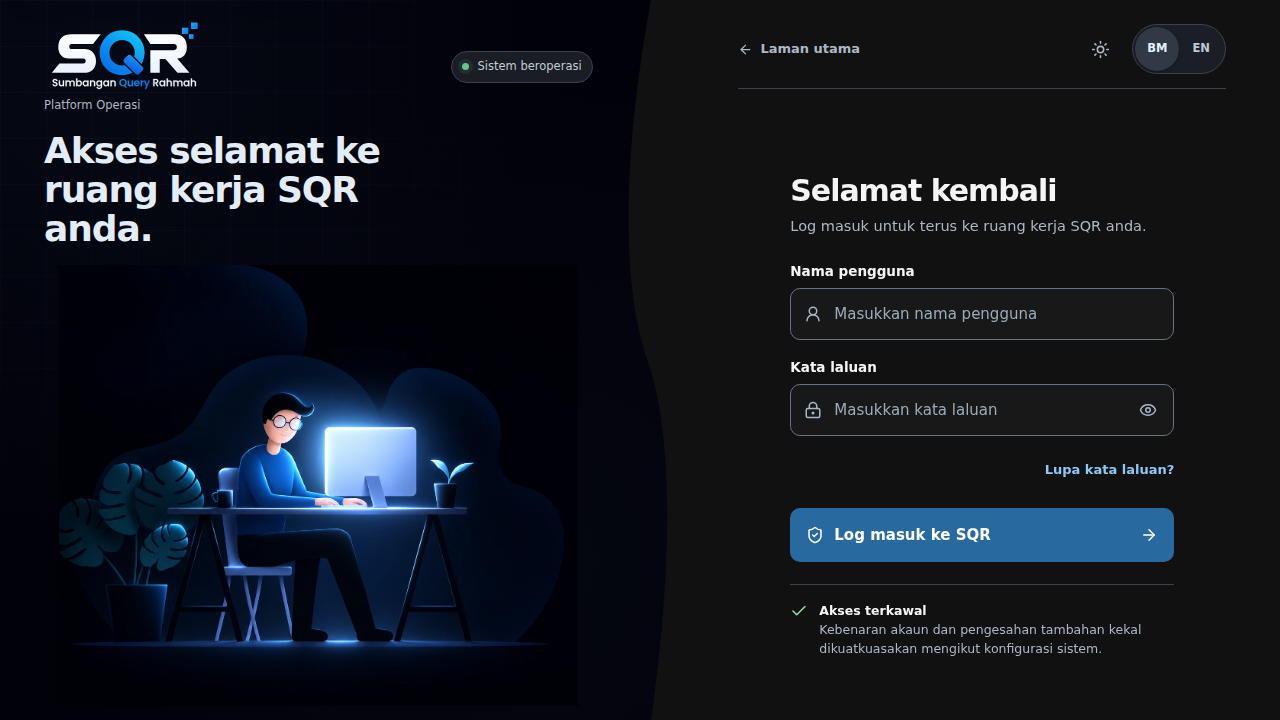 SQR
Sumbangan Query Rahmah
Platform Operasi
Sistem beroperasi
Akses selamat ke
ruang kerja SQR
anda.
Laman utama
BM
EN
Selamat kembali
Log masuk untuk terus ke ruang kerja SQR anda.
Nama pengguna
Masukkan nama pengguna
Kata laluan
Masukkan kata laluan
Lupa kata laluan?
Log masuk ke SQR
Akses terkawal
Kebenaran akaun dan pengesahan tambahan kekal
dikuatkuasakan mengikut konfigurasi sistem.